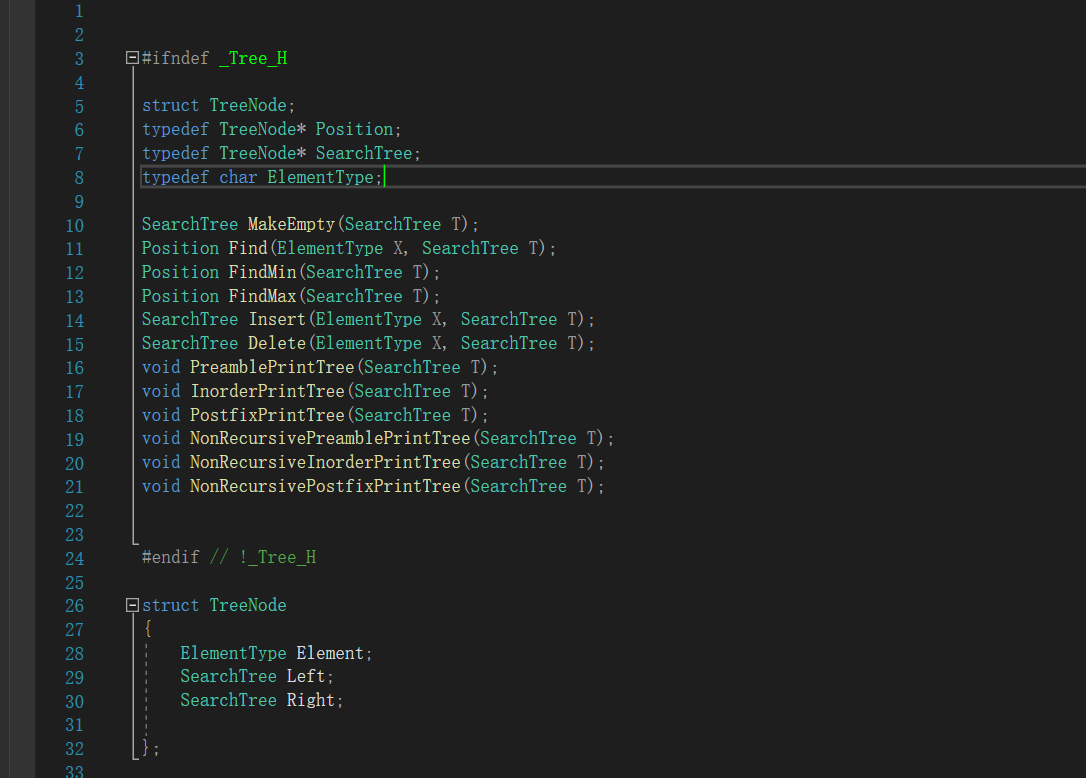 1
2
3 #ifndef _Tree_H
4
5 struct TreeNode;
6 typedef TreeNode* Position;
7 typedef TreeNode* SearchTree;
8 typedef char ElementType;
9
10 SearchTree MakeEmpty(SearchTree T);
11 Position Find(ElementType X, SearchTree T);
12 Position FindMin(SearchTree T);
13 Position FindMax(SearchTree T);
14 SearchTree Insert(ElementType X, SearchTree T);
15 SearchTree Delete(ElementType X, SearchTree T);
16 void PreamblePrintTree(SearchTree T);
17 void InorderPrintTree(SearchTree T);
18 void PostfixPrintTree(SearchTree T);
19 void NonRecursivePreamblePrintTree(SearchTree T);
20 void NonRecursiveInorderPrintTree(SearchTree T);
21 void NonRecursivePostfixPrintTree(SearchTree T);
22
23
24 #endif // !_Tree_H
25
26 struct TreeNode
27 {
28 ElementType Element;
29 SearchTree Left;
30 SearchTree Right;
31
32 };
33